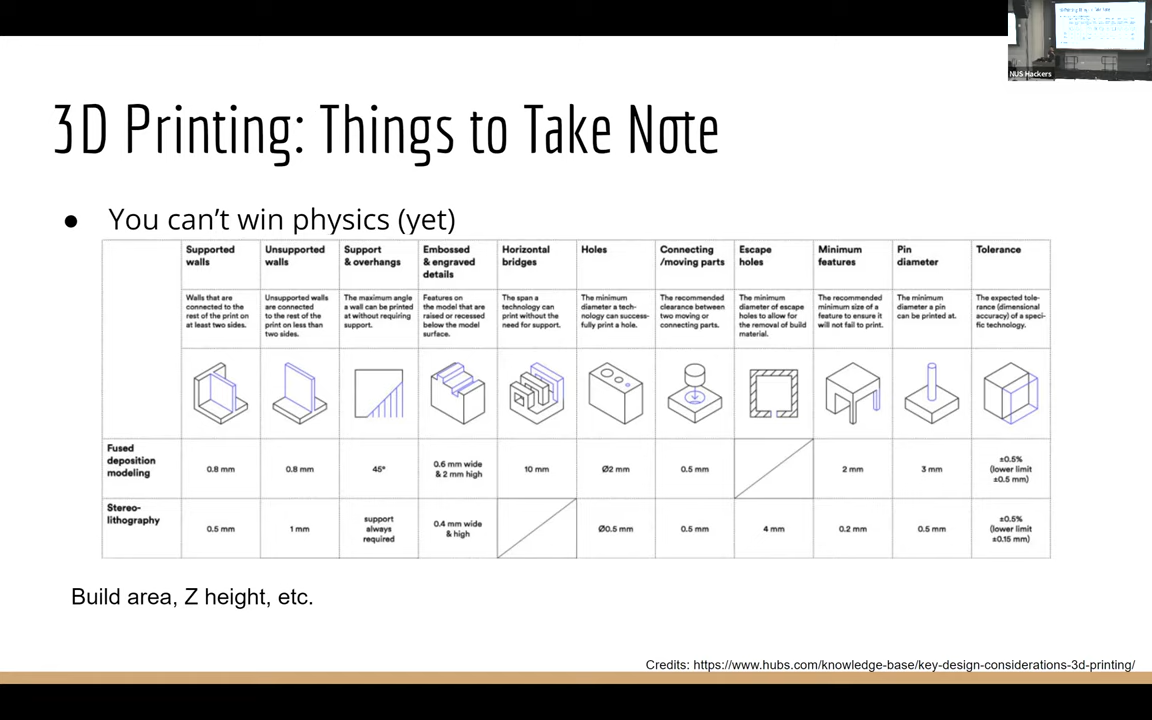 NUS Hackers
3D Printing: Things to Take Note
● You can't win physics (yet)
Supported walls
Unsupported walls
Support & overhangs
Embossed & engraved details
Horizontal bridges
Holes
Connecting /moving parts
Escape holes
Minimum features
Pin diameter
Tolerance
Walls that are connected to the rest of the print on at least two sides.
Unsupported walls are connected to the rest of the print on less than two sides.
The maximum angle a wall can be printed at without requiring support.
Features on the model that are raised or recessed below the model surface.
The span a technology can print without the need for support.
The minimum diameter a technology can successfully print a hole.
The recommended clearance between two moving or connecting parts.
The minimum diameter of escape holes to allow for the removal of build material.
The recommended minimum size of a feature to ensure it will not fail to print.
The minimum diameter a pin can be printed at.
The expected tolerance (dimensional accuracy) of a specific technology.
Fused deposition modeling
0.8 mm
0.8 mm
45°
0.6 mm wide & 2 mm high
10 mm
Ø2 mm
0.5 mm
2 mm
3 mm
±0.5% (lower limit ±0.5 mm)
Stereo-lithography
0.5 mm
1 mm
support always required
0.4 mm wide & high
Ø0.5 mm
0.5 mm
4 mm
0.2 mm
0.5 mm
±0.5% (lower limit ±0.15 mm)
Build area, Z height, etc.
Credits: https://www.hubs.com/knowledge-base/key-design-considerations-3d-printing/